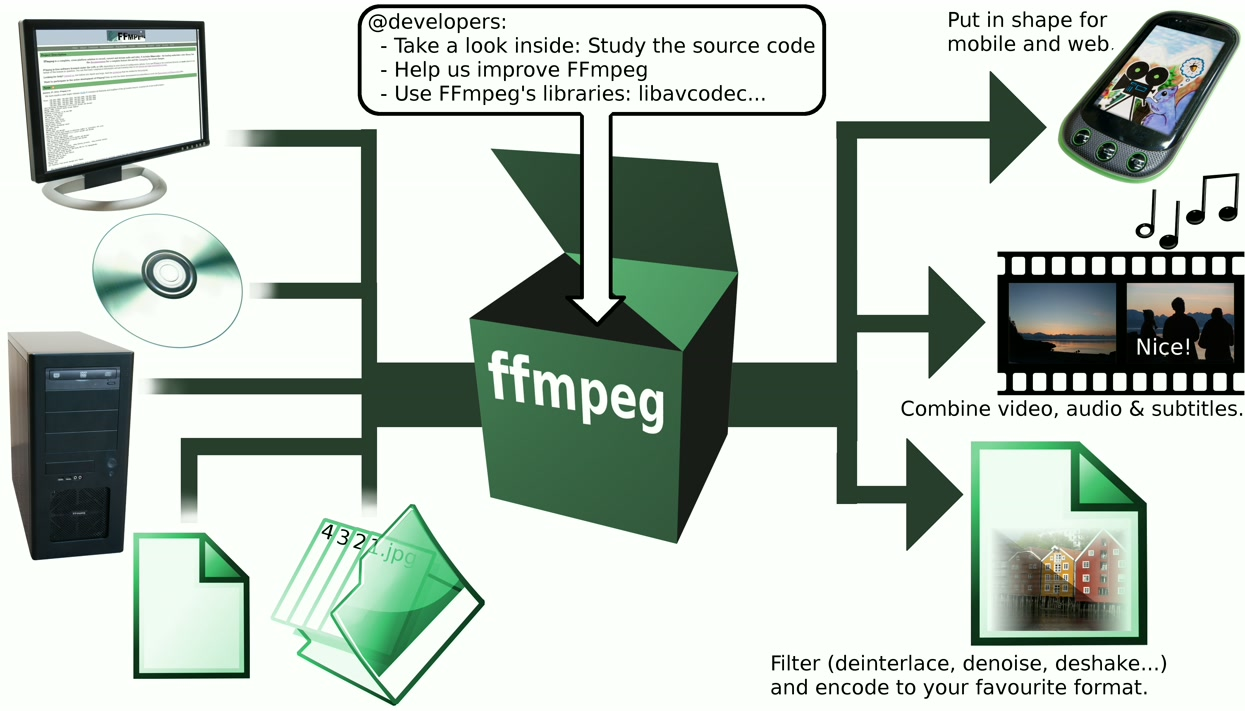 FFmpeg
@developers:
- Take a look inside: Study the source code
- Help us improve FFmpeg
- Use FFmpeg's libraries: libavcodec...
Put in shape for
mobile and web.
ffmpeg
Nice!
Combine video, audio & subtitles.
4 3 2 1.jpg
Filter (deinterlace, denoise, deshake...)
and encode to your favourite format.